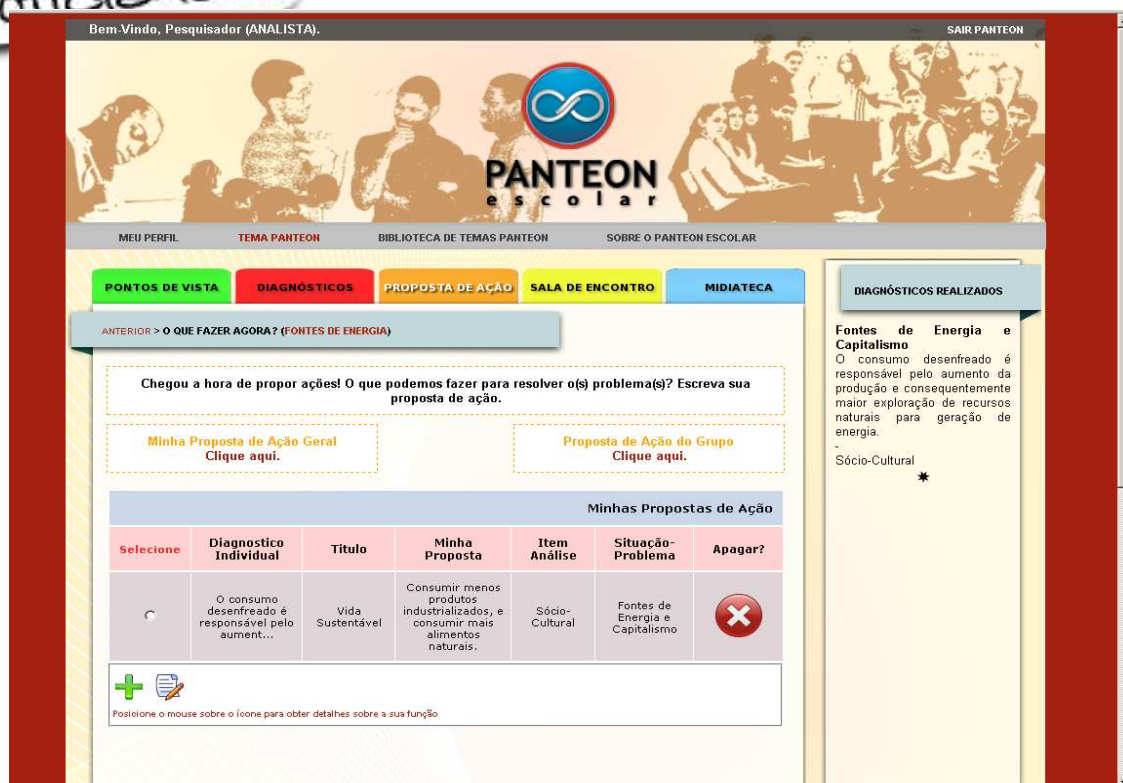 Bem-Vindo, Pesquisador (ANALISTA).
SAIR PANTEON
PANTEON
escolar
MEU PERFIL
TEMA PANTEON
BIBLIOTECA DE TEMAS PANTEON
SOBRE O PANTEON ESCOLAR
PONTOS DE VISTA
DIAGNÓSTICOS
PROPOSTA DE AÇÃO
SALA DE ENCONTRO
MIDIATECA
ANTERIOR > O QUE FAZER AGORA? (FONTES DE ENERGIA)
Chegou a hora de propor ações! O que podemos fazer para resolver o(s) problema(s)? Escreva sua
proposta de ação.
Minha Proposta de Ação Geral
Clique aqui.
Proposta de Ação do Grupo
Clique aqui.
Minhas Propostas de Ação
Selecione
Diagnostico
Individual
Titulo
Minha
Proposta
Item
Análise
Situação-
Problema
Apagar?
O consumo
desenfreado é
responsável pelo
aument...
Vida
Sustentável
Consumir menos
produtos
industrializados, e
consumir mais
alimentos
naturais.
Sócio-
Cultural
Fontes de
Energia e
Capitalismo
Posicione o mouse sobre o ícone para obter detalhes sobre a sua função
DIAGNÓSTICOS REALIZADOS
Fontes de Energia e
Capitalismo
O consumo desenfreado é
responsável pelo aumento da
produção e consequentemente
maior exploração de recursos
naturais para geração de
energia.
-
Sócio-Cultural